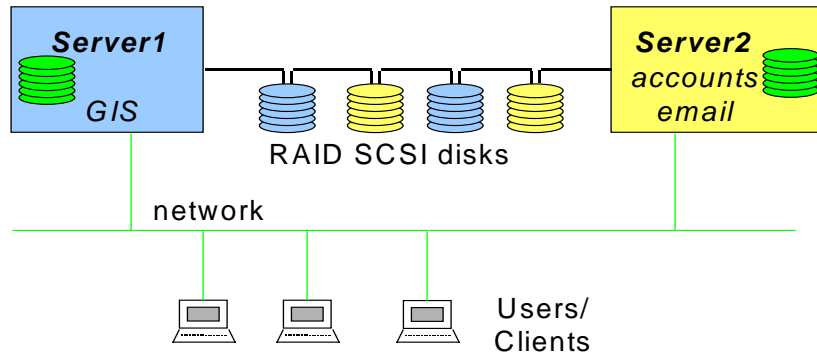 Server1
GIS
Server2
accounts
email
RAID SCSI disks
network
Users/
Clients